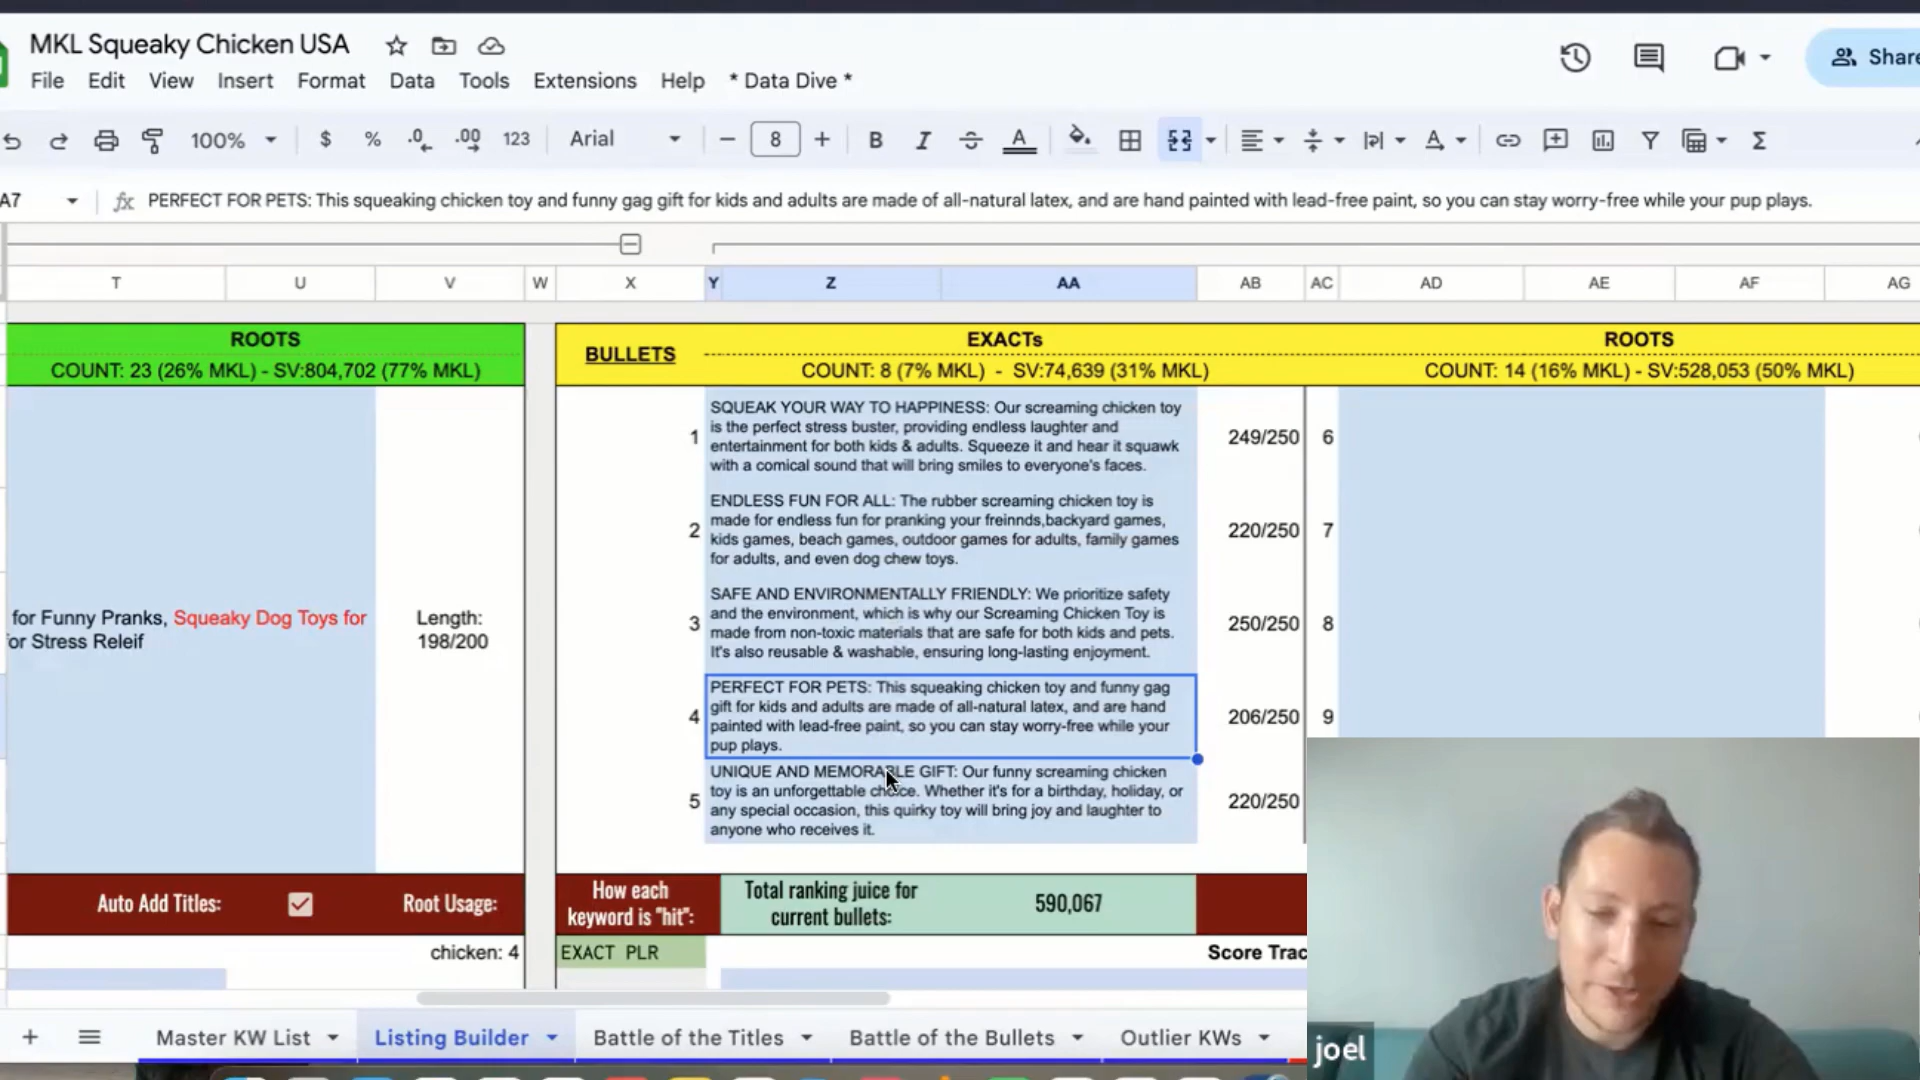 MKL Squeaky Chicken USA
File Edit View Insert Format Data Tools Extensions Help * Data Dive *
Share
100% $ % .0 .00 123 Arial 8 B I A
A7 fx PERFECT FOR PETS: This squeaking chicken toy and funny gag gift for kids and adults are made of all-natural latex, and are hand painted with lead-free paint, so you can stay worry-free while your pup plays.
T U V W X Y Z AA AB AC AD AE AF AG
ROOTS
COUNT: 23 (26% MKL) - SV:804,702 (77% MKL)
BULLETS
EXACTs
COUNT: 8 (7% MKL) - SV:74,639 (31% MKL)
ROOTS
COUNT: 14 (16% MKL) - SV:528,053 (50% MKL)
for Funny Pranks, Squeaky Dog Toys for
or Stress Releif
Length:
198/200
1
SQUEAK YOUR WAY TO HAPPINESS: Our screaming chicken toy
is the perfect stress buster, providing endless laughter and
entertainment for both kids & adults. Squeeze it and hear it squawk
with a comical sound that will bring smiles to everyone's faces.
249/250 6
2
ENDLESS FUN FOR ALL: The rubber screaming chicken toy is
made for endless fun for pranking your freinnds,backyard games,
kids games, beach games, outdoor games for adults, family games
for adults, and even dog chew toys.
220/250 7
3
SAFE AND ENVIRONMENTALLY FRIENDLY: We prioritize safety
and the environment, which is why our Screaming Chicken Toy is
made from non-toxic materials that are safe for both kids and pets.
It's also reusable & washable, ensuring long-lasting enjoyment.
250/250 8
4
PERFECT FOR PETS: This squeaking chicken toy and funny gag
gift for kids and adults are made of all-natural latex, and are hand
painted with lead-free paint, so you can stay worry-free while your
pup plays.
206/250 9
5
UNIQUE AND MEMORABLE GIFT: Our funny screaming chicken
toy is an unforgettable choice. Whether it's for a birthday, holiday, or
any special occasion, this quirky toy will bring joy and laughter to
anyone who receives it.
220/250
Auto Add Titles: Root Usage:
How each
keyword is "hit":
Total ranking juice for
current bullets:
590,067
chicken: 4 EXACT PLR Score Trac
Master KW List Listing Builder Battle of the Titles Battle of the Bullets Outlier KWs
joel